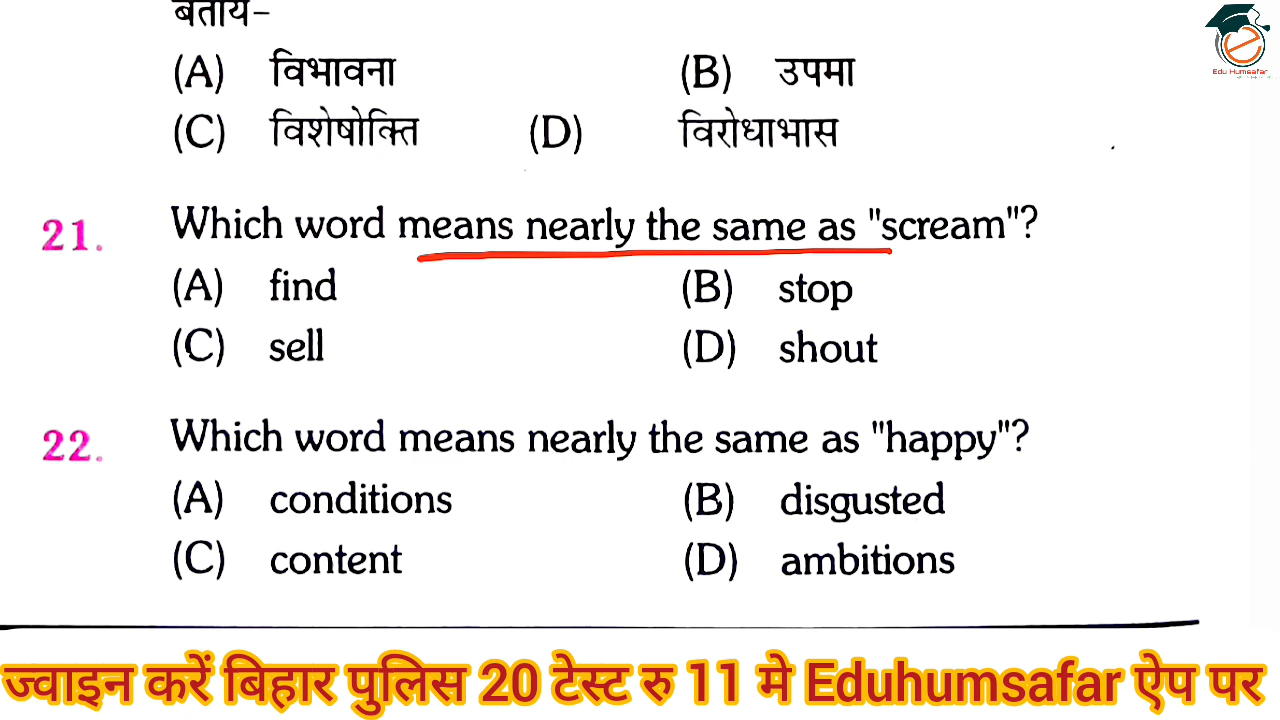 बताये–
(A) विभावना (B) उपमा
(C) विशेषोक्ति (D) विरोधाभास
21. Which word means nearly the same as "scream"?
(A) find (B) stop
(C) sell (D) shout
22. Which word means nearly the same as "happy"?
(A) conditions (B) disgusted
(C) content (D) ambitions
ज्वाइन करें बिहार पुलिस 20 टेस्ट रु 11 मे Eduhumsafar ऐप पर
Edu Humsafar